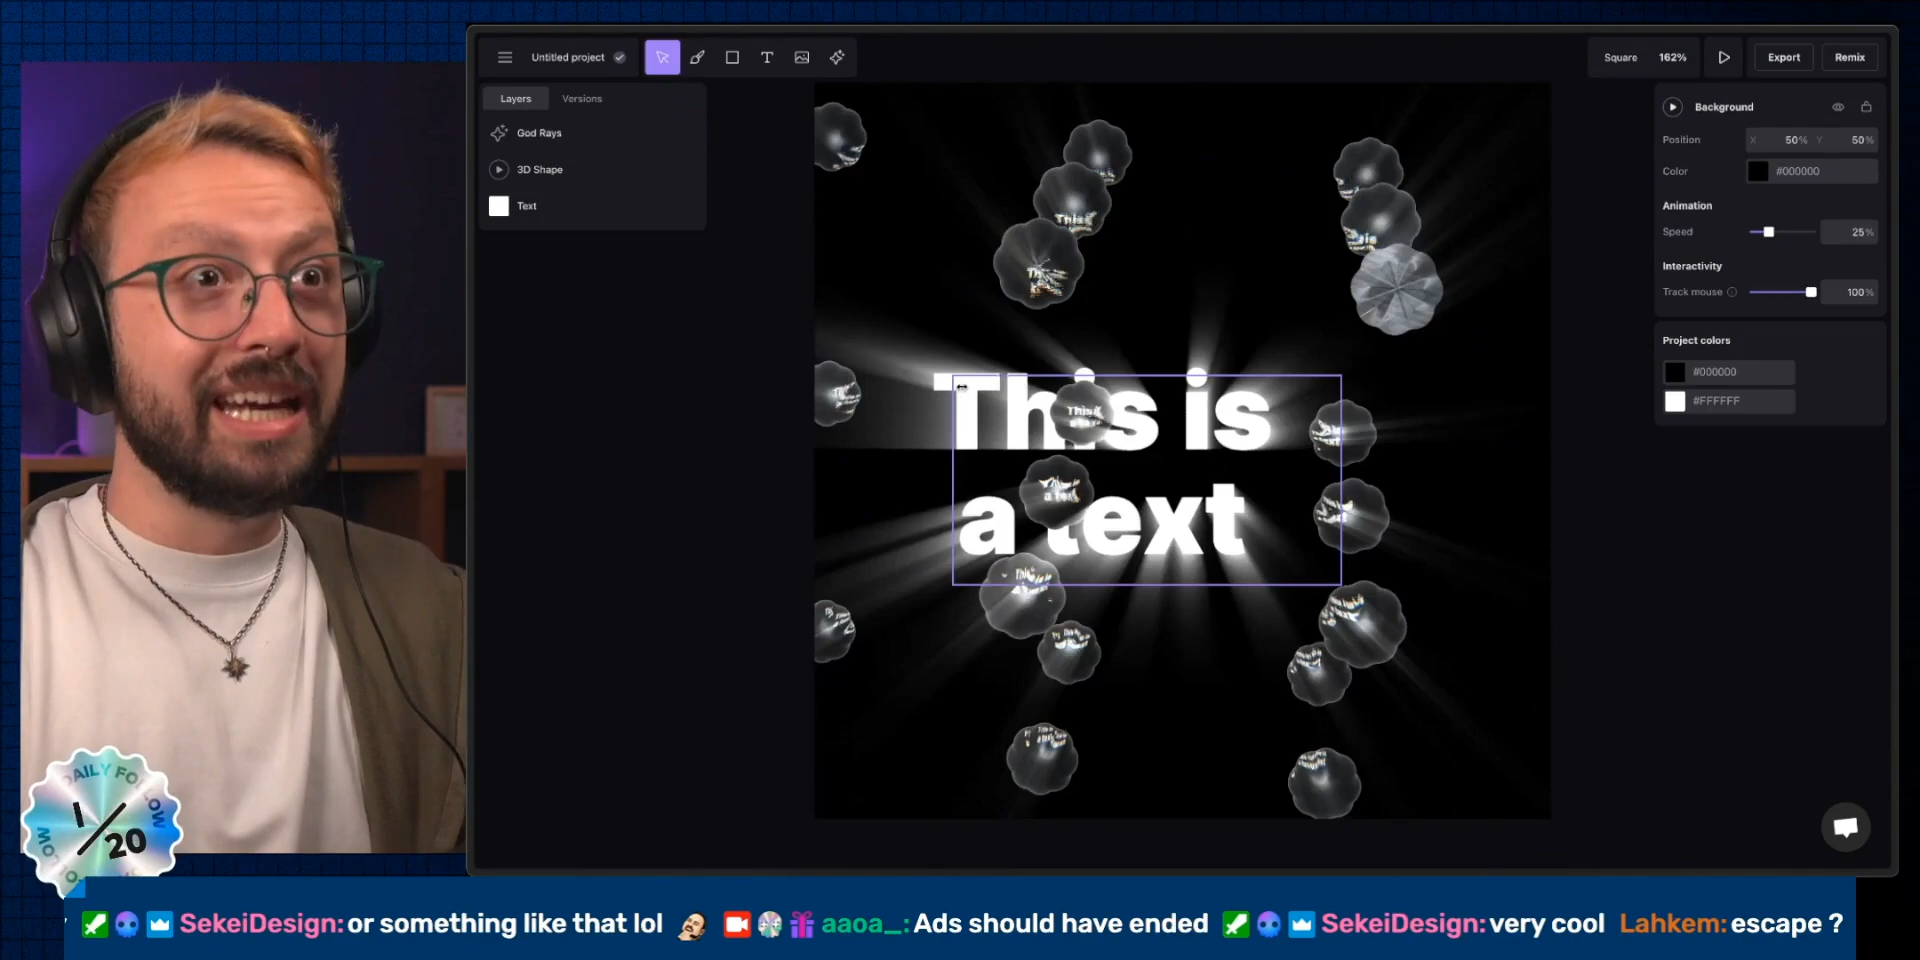 Untitled project
Square 162%
Export
Remix
Layers Versions
God Rays
3D Shape
Text
Background
Position X 50% Y 50%
Color #000000
Animation
Speed 25%
Interactivity
Track mouse 100%
Project colors
#000000
#FFFFFF
This is
a text
DAILY FOLLOW
1/20
SekeiDesign: or something like that lol aaoa_: Ads should have ended SekeiDesign: very cool Lahkem: escape ?